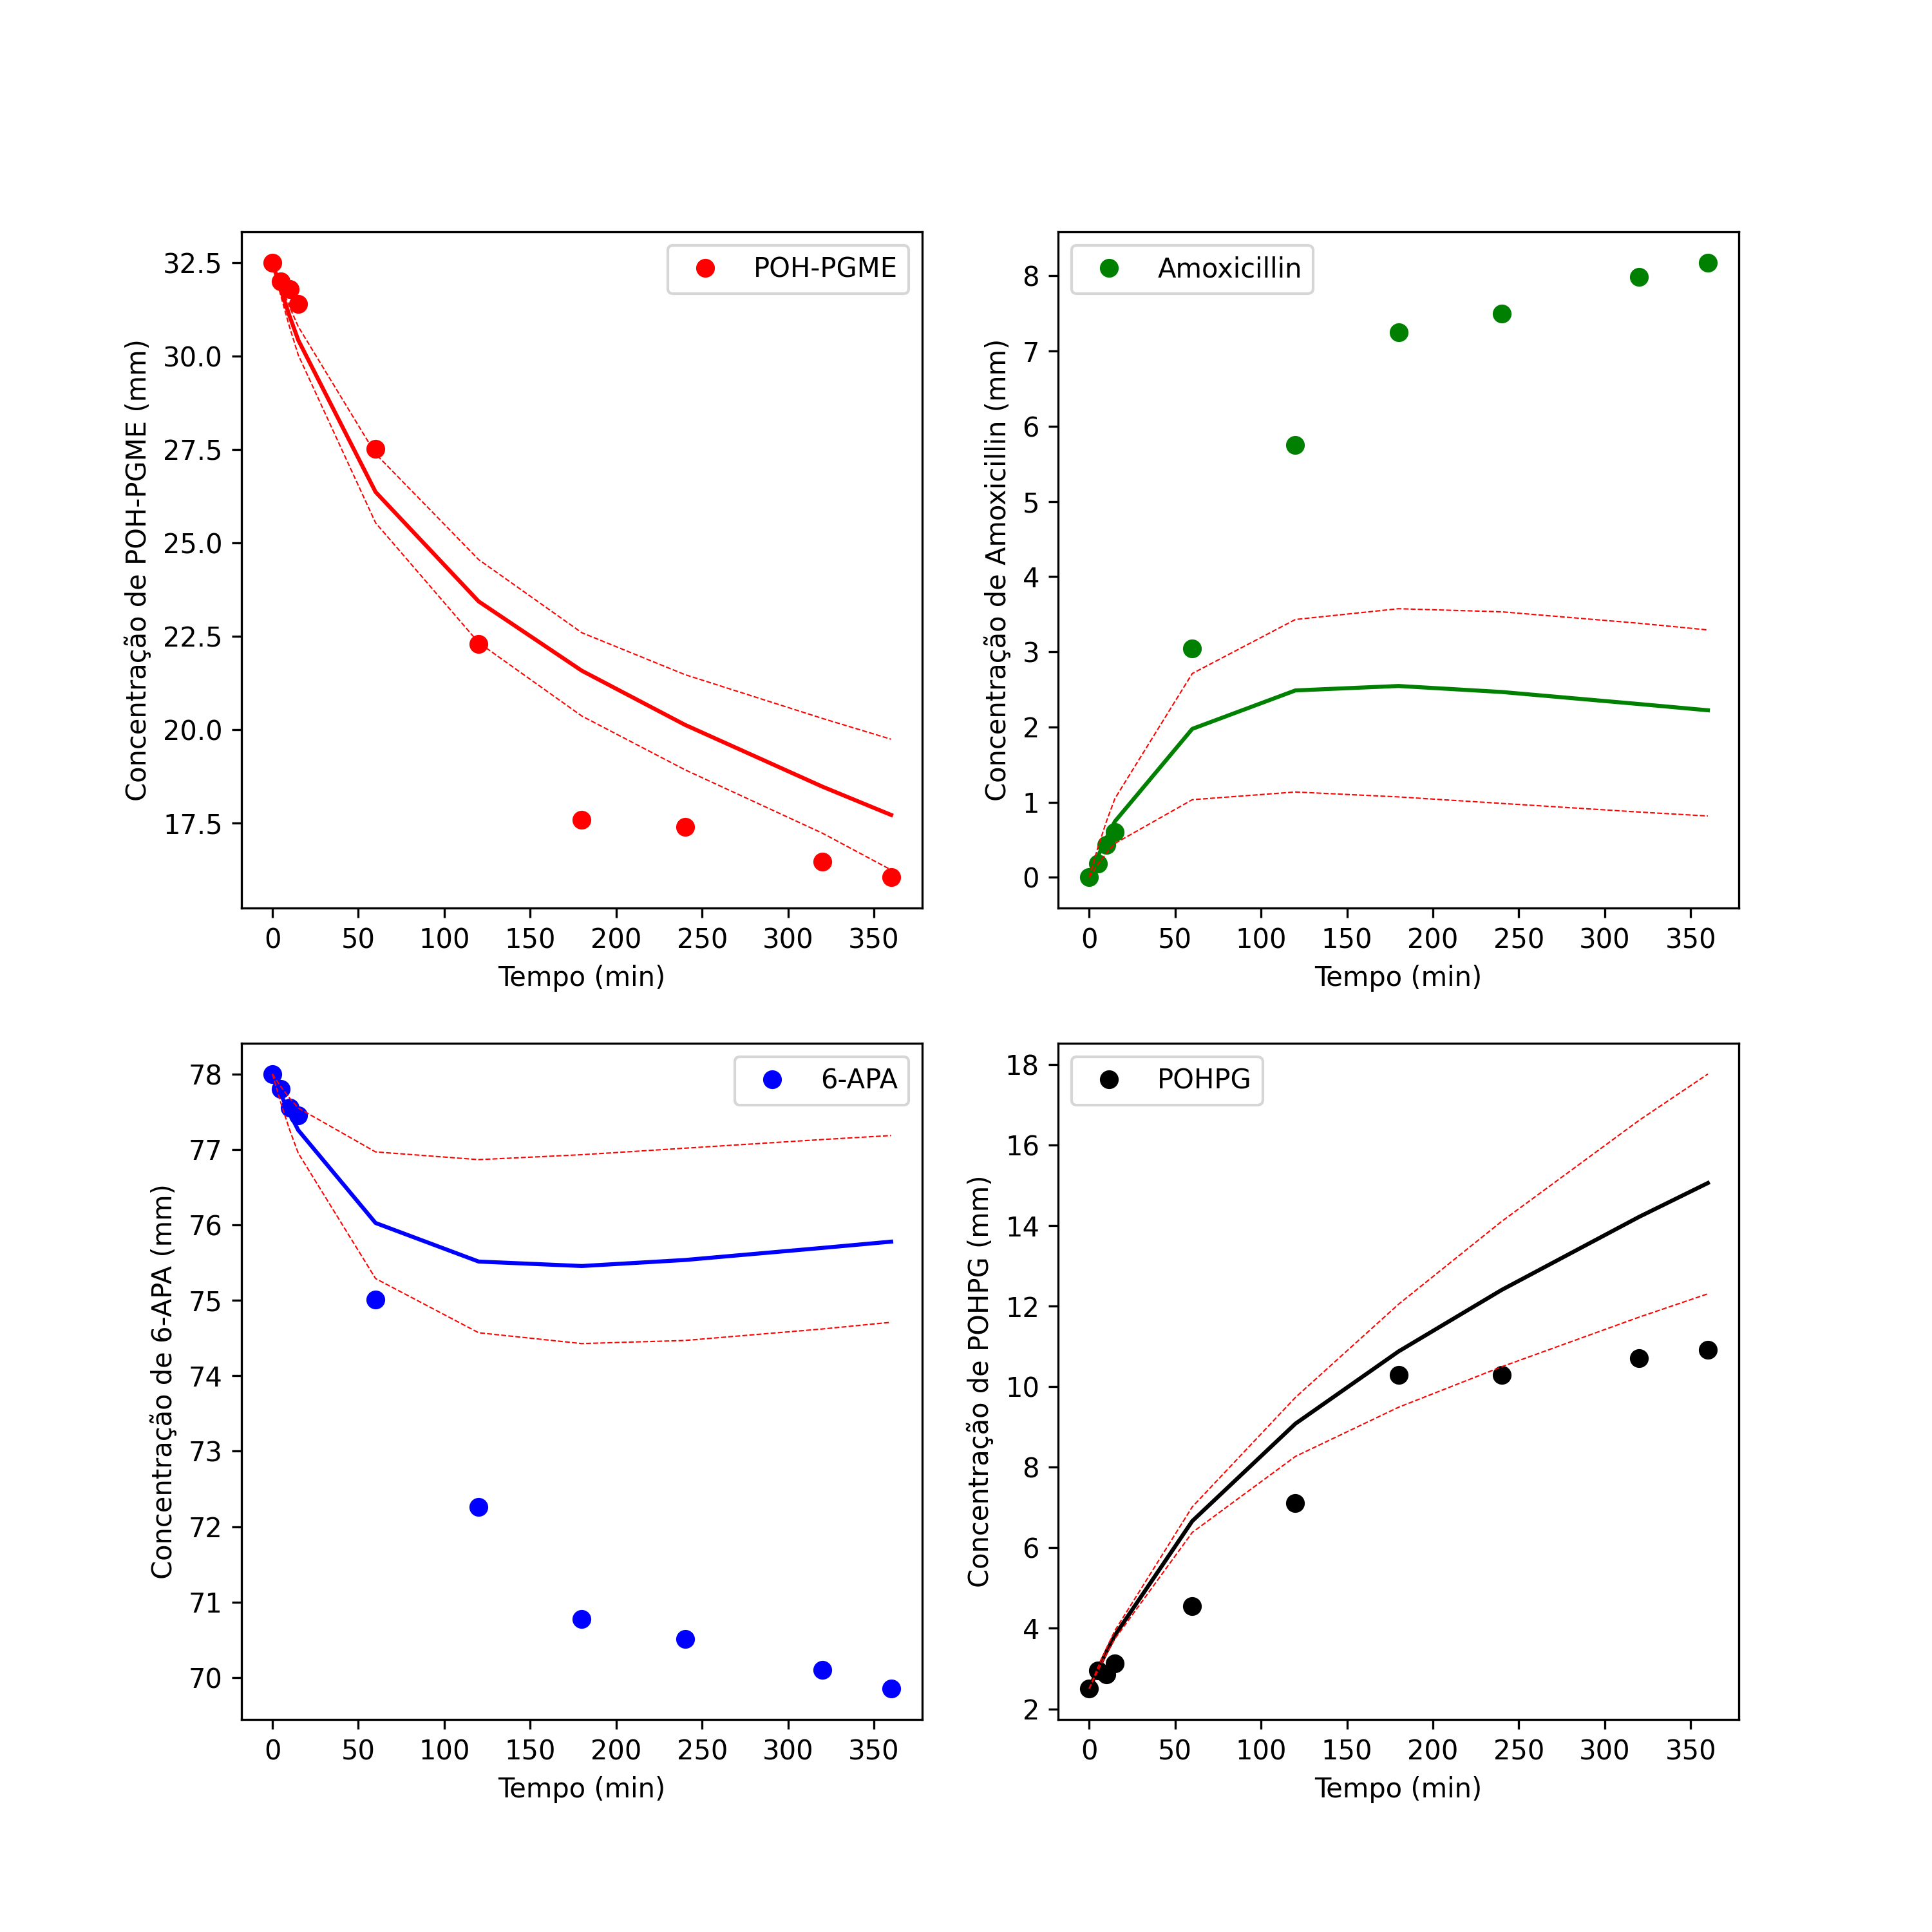 POH-PGME
32.5
30.0
27.5
25.0
22.5
20.0
17.5
Concentração de POH-PGME (mm)
0 50 100 150 200 250 300 350
Tempo (min)
Amoxicillin
8
7
6
5
4
3
2
1
0
Concentração de Amoxicillin (mm)
0 50 100 150 200 250 300 350
Tempo (min)
6-APA
78
77
76
75
74
73
72
71
70
Concentração de 6-APA (mm)
0 50 100 150 200 250 300 350
Tempo (min)
POHPG
18
16
14
12
10
8
6
4
2
Concentração de POHPG (mm)
0 50 100 150 200 250 300 350
Tempo (min)